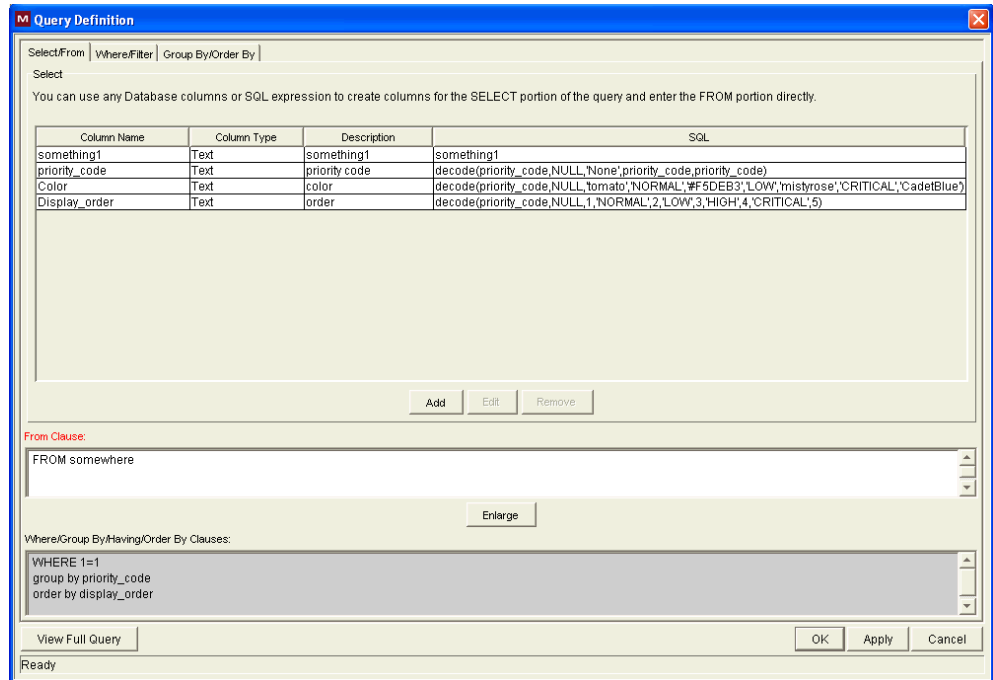 M Query Definition
Select/From Where/Filter Group By/Order By
Select
You can use any Database columns or SQL expression to create columns for the SELECT portion of the query and enter the FROM portion directly.
Column Name Column Type Description SQL
something1 Text something1 something1
priority_code Text priority code decode(priority_code,NULL,'None',priority_code,priority_code)
Color Text color decode(priority_code,NULL,'tomato','NORMAL','#F5DEB3','LOW','mistyrose','CRITICAL','CadetBlue')
Display_order Text order decode(priority_code,NULL,1,'NORMAL',2,'LOW',3,'HIGH',4,'CRITICAL',5)
Add Edit Remove
From Clause:
FROM somewhere
Enlarge
Where/Group By/Having/Order By Clauses:
WHERE 1=1
group by priority_code
order by display_order
View Full Query OK Apply Cancel
Ready